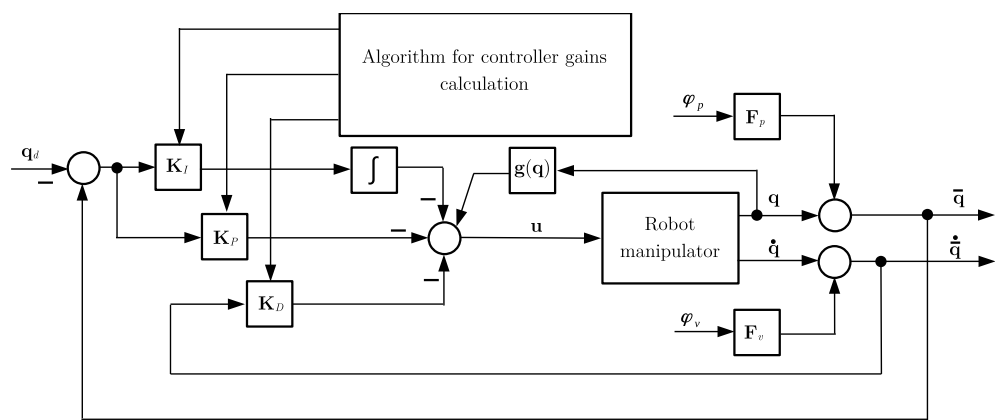 Algorithm for controller gains
calculation
φ_p
F_p
q_d
−
K_I
∫
g(q)
−
q
q̄
K_P
−
u
Robot
manipulator
q̇
q̄̇
−
K_D
φ_v
F_v